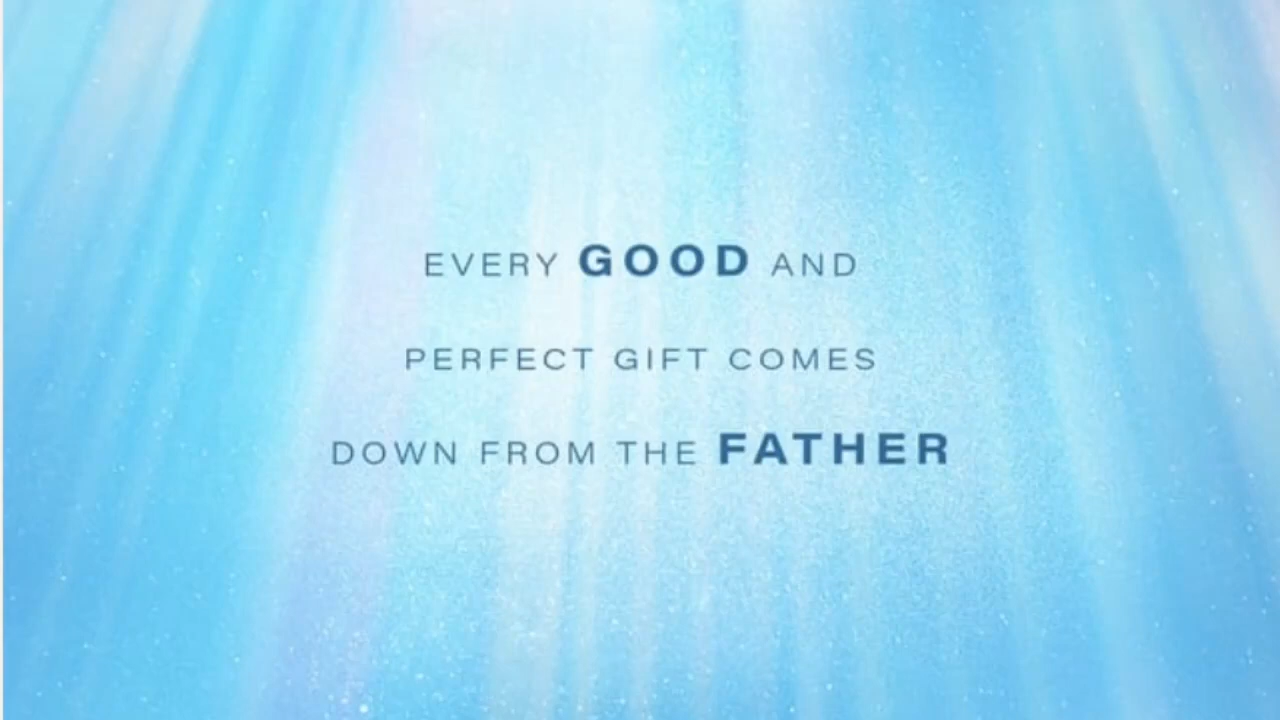 EVERY GOOD AND
PERFECT GIFT COMES
DOWN FROM THE FATHER